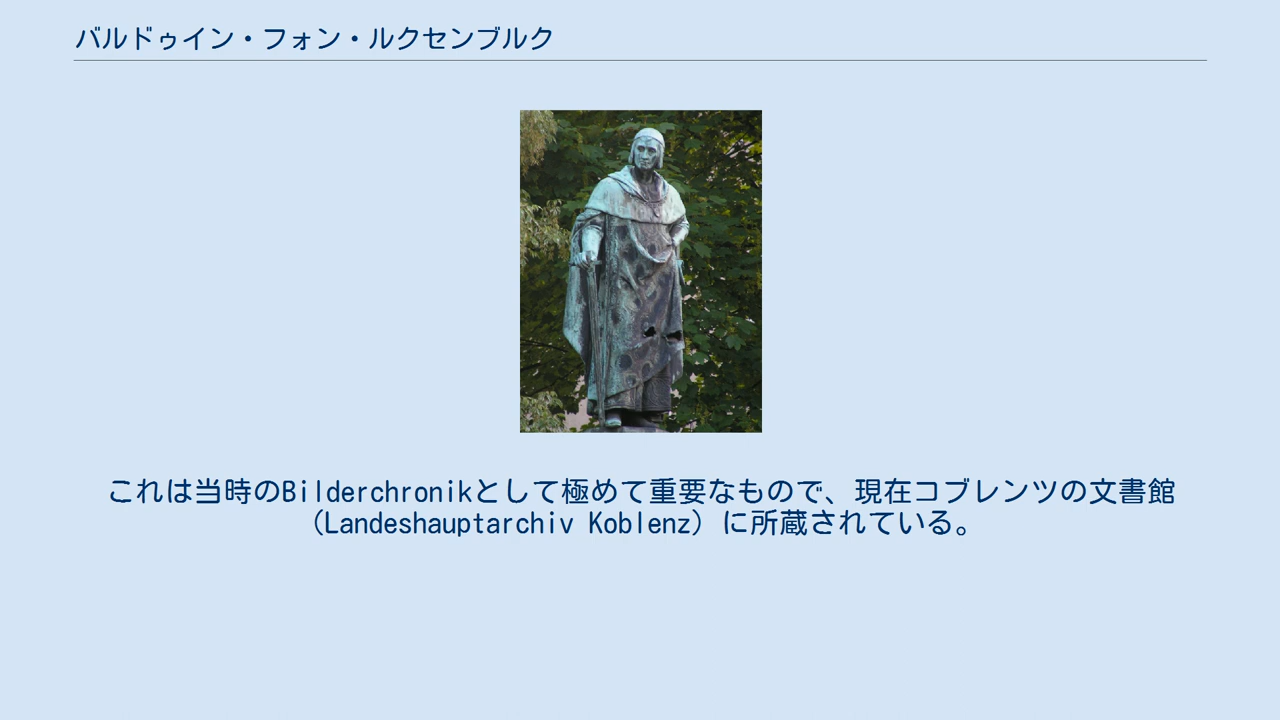 バルドゥイン・フォン・ルクセンブルク
これは当時のBilderchronikとして極めて重要なもので、現在コブレンツの文書館
（Landeshauptarchiv Koblenz）に所蔵されている。